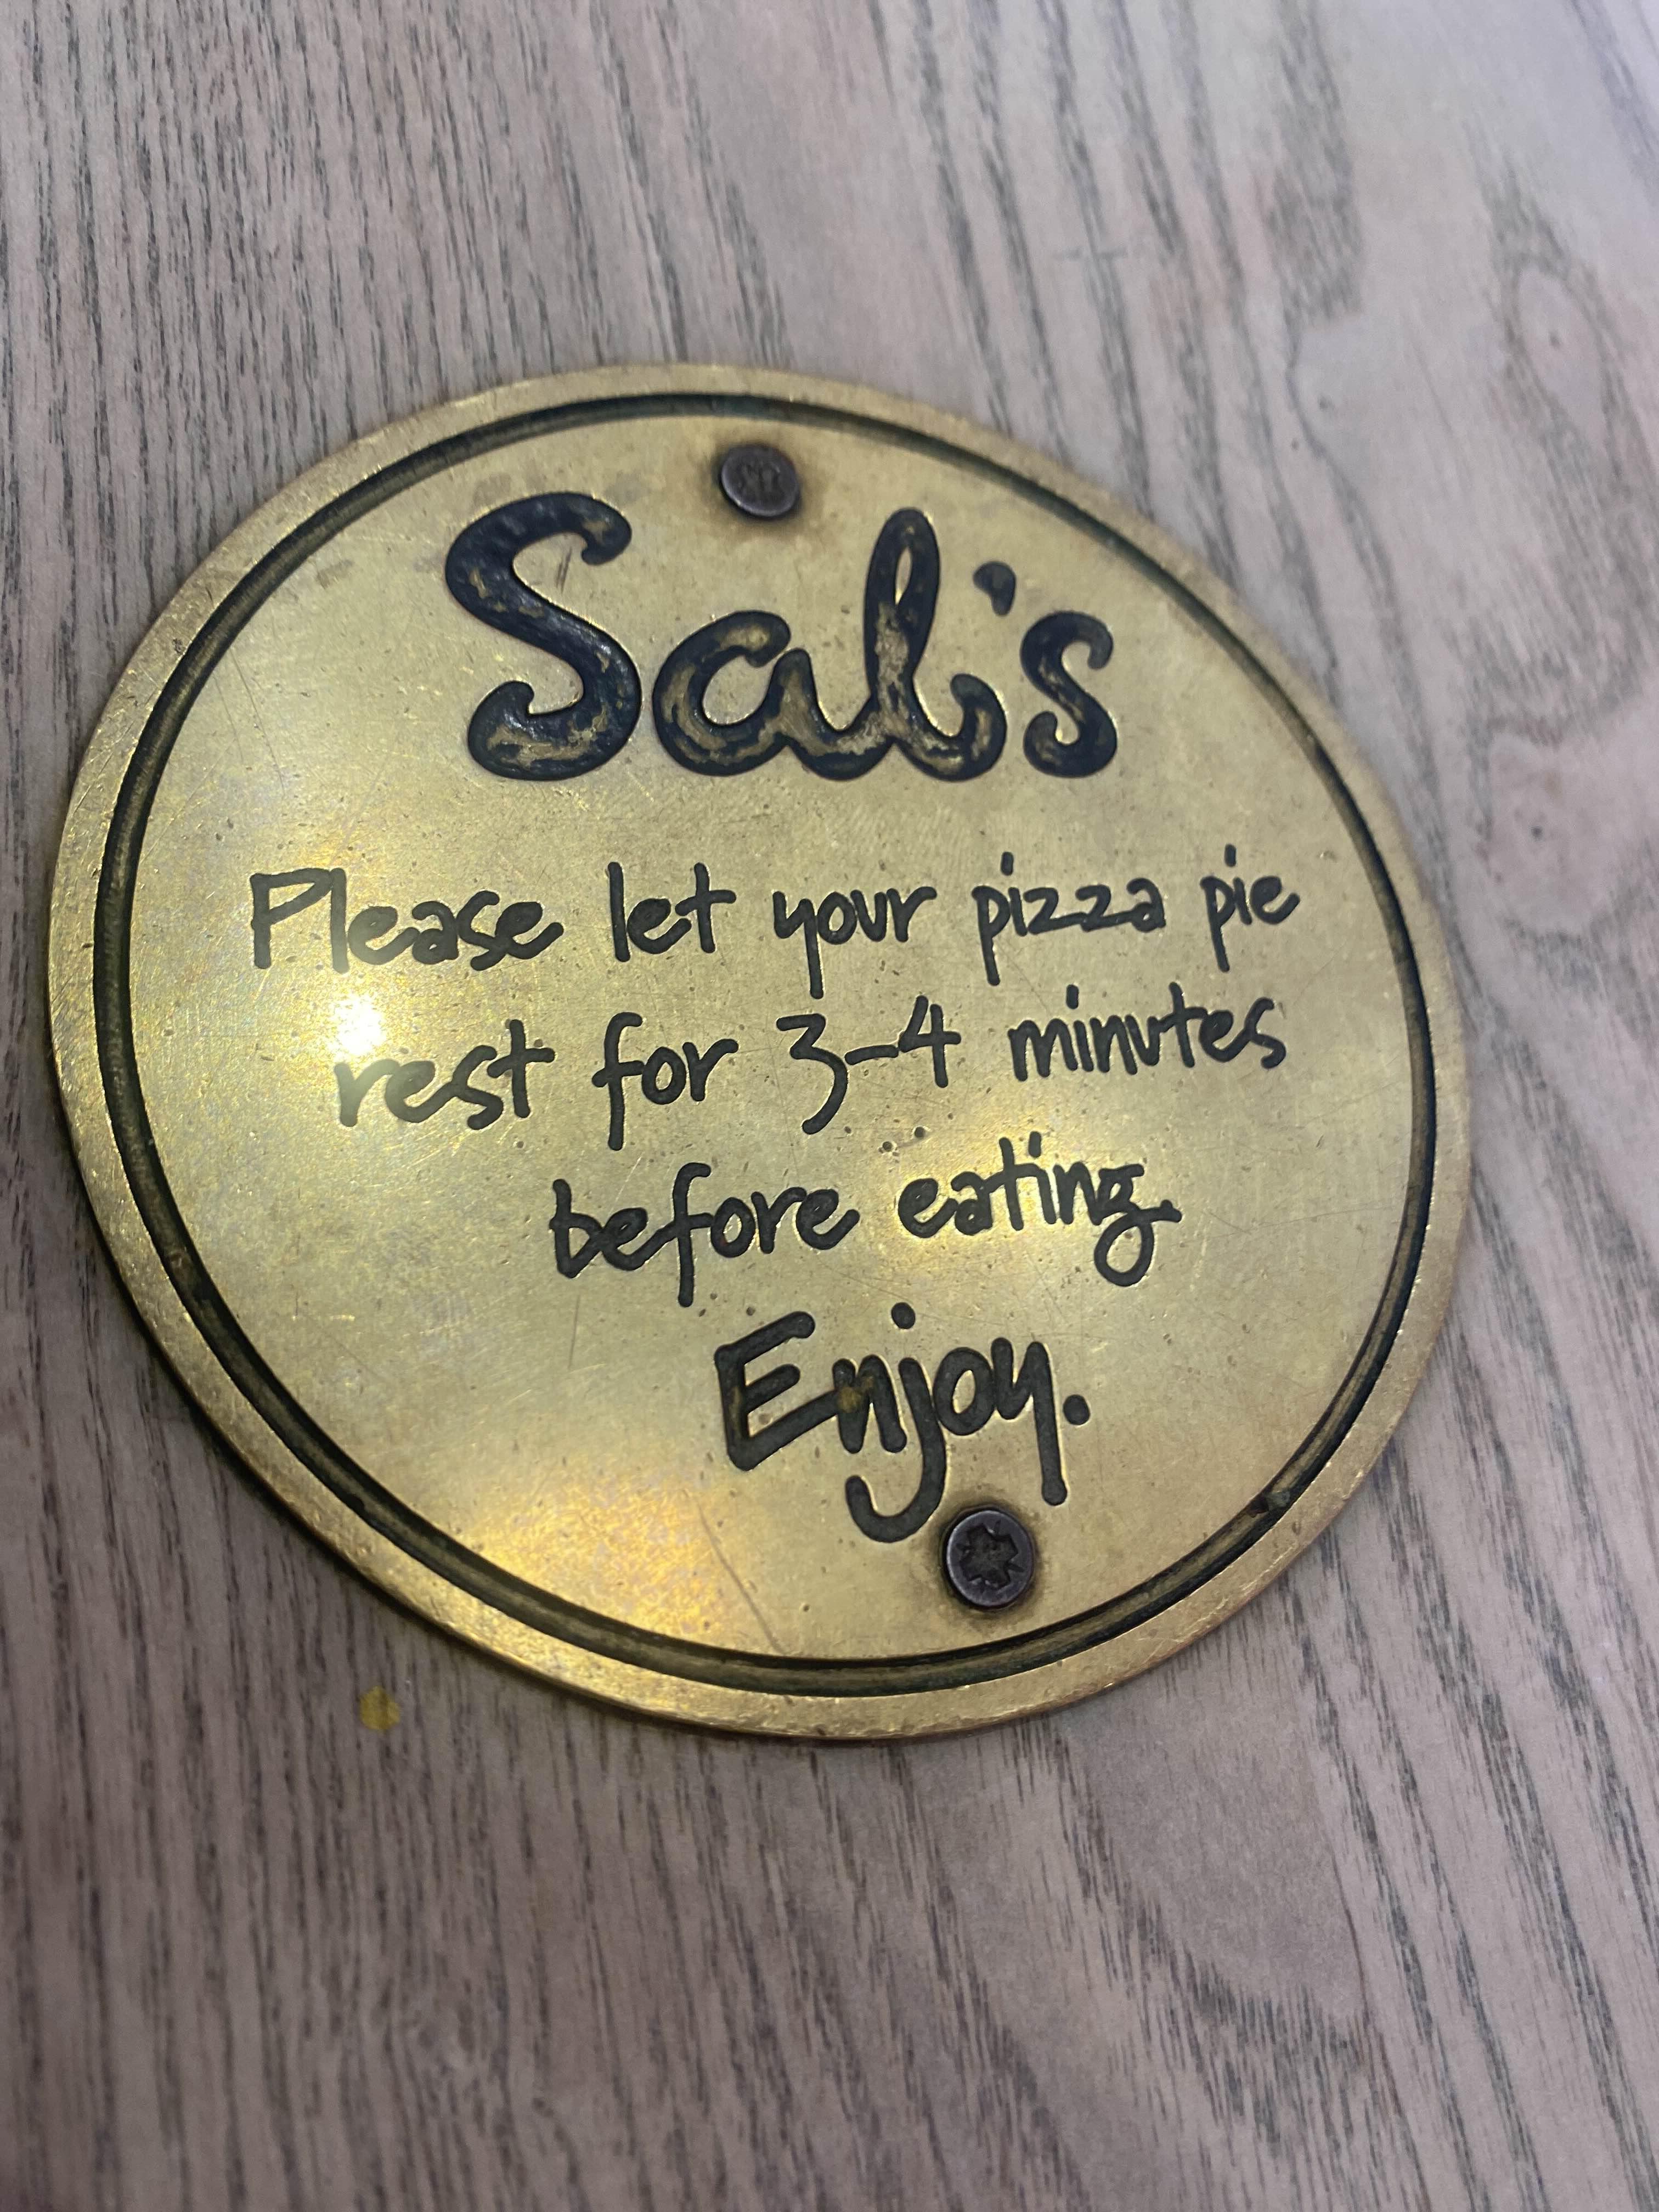 Sal's
Please let your pizza pie
rest for 3-4 minutes
before eating.
Enjoy.